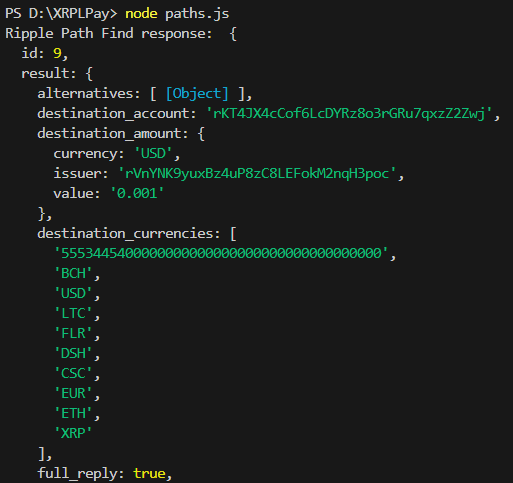 PS D:\XRPLPay> node paths.js
Ripple Path Find response:  {
  id: 9,
  result: {
    alternatives: [ [Object] ],
    destination_account: 'rKT4JX4cCof6LcDYRz8o3rGRu7qxzZ2Zwj',
    destination_amount: {
      currency: 'USD',
      issuer: 'rVnYNK9yuxBz4uP8zC8LEFokM2nqH3poc',
      value: '0.001'
    },
    destination_currencies: [
      '5553445400000000000000000000000000000000',
      'BCH',
      'USD',
      'LTC',
      'FLR',
      'DSH',
      'CSC',
      'EUR',
      'ETH',
      'XRP'
    ],
    full_reply: true,